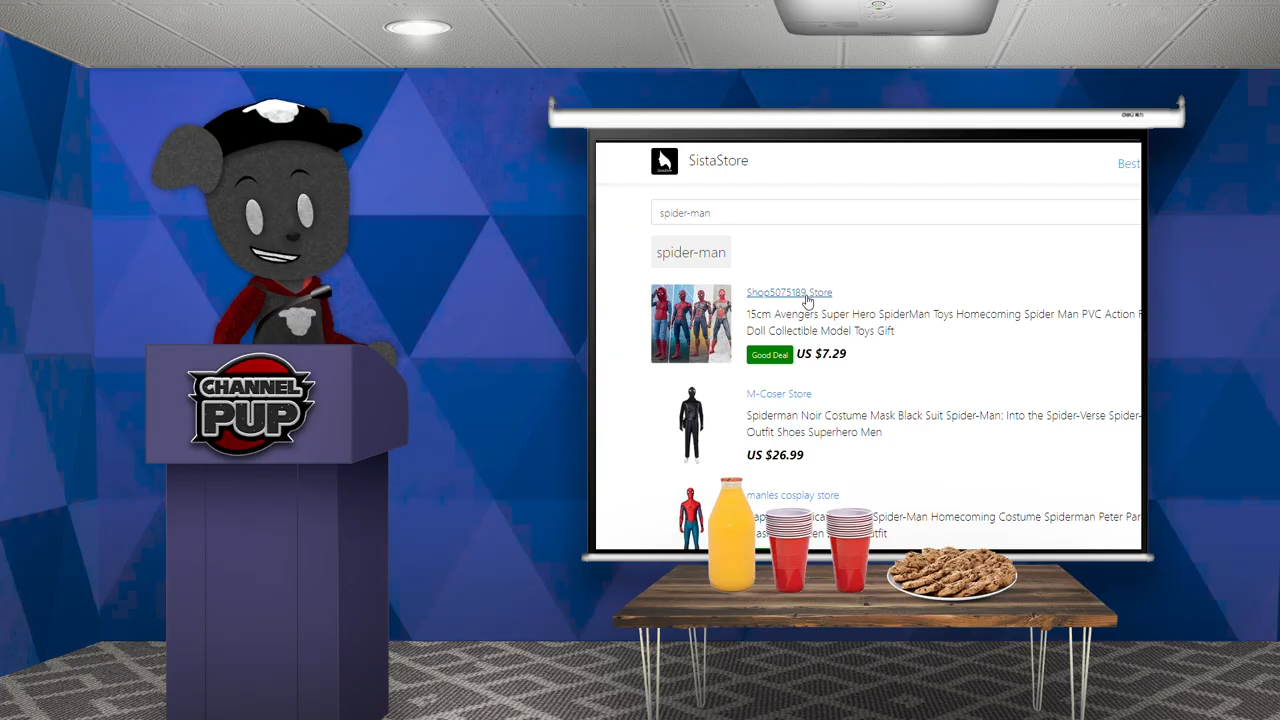 SistaStore
Best
spider-man
spider-man
Shop5075189 Store
15cm Avengers Super Hero SpiderMan Toys Homecoming Spider Man PVC Action F
Doll Collectible Model Toys Gift
Good Deal US $7.29
M-Coser Store
Spiderman Noir Costume Mask Black Suit Spider-Man: Into the Spider-Verse Spider-
Outfit Shoes Superhero Men
US $26.99
manles cosplay store
Spider-Man Homecoming Costume Spiderman Peter Par
CHANNEL
PUP